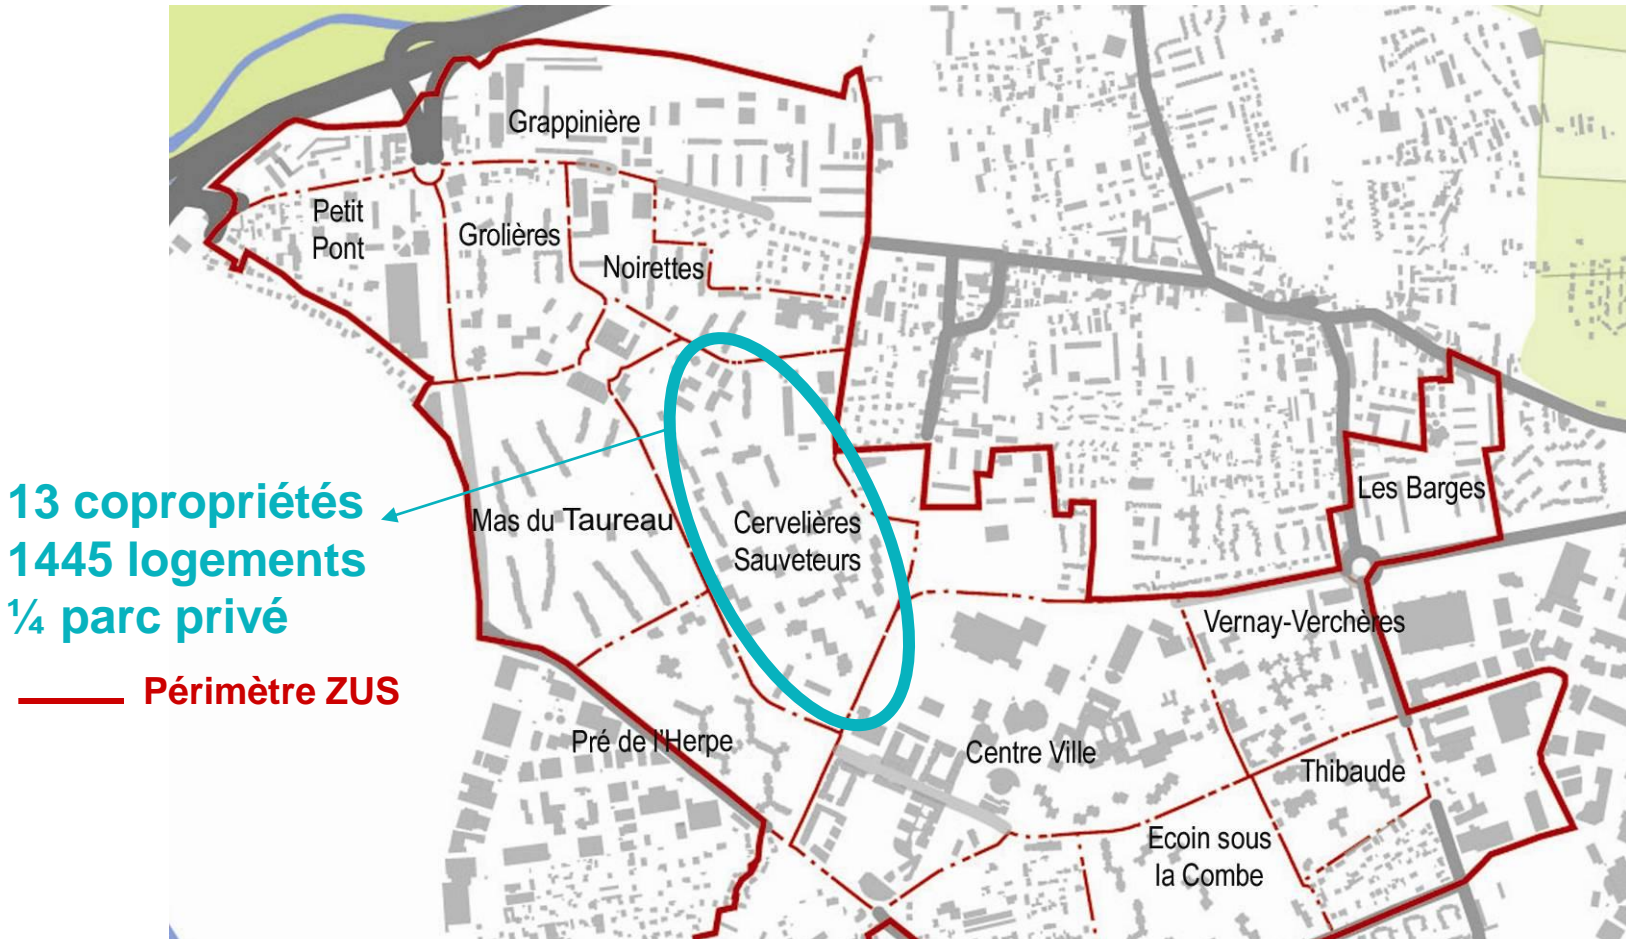 Grappinière
Petit
Pont
Grolières
Noirettes
13 copropriétés
1445 logements
¼ parc privé
Périmètre ZUS
Mas du Taureau
Cervelières
Sauveteurs
Les Barges
Vernay-Verchères
Pré de l'Herpe
Centre Ville
Thibaude
Ecoin sous
la Combe